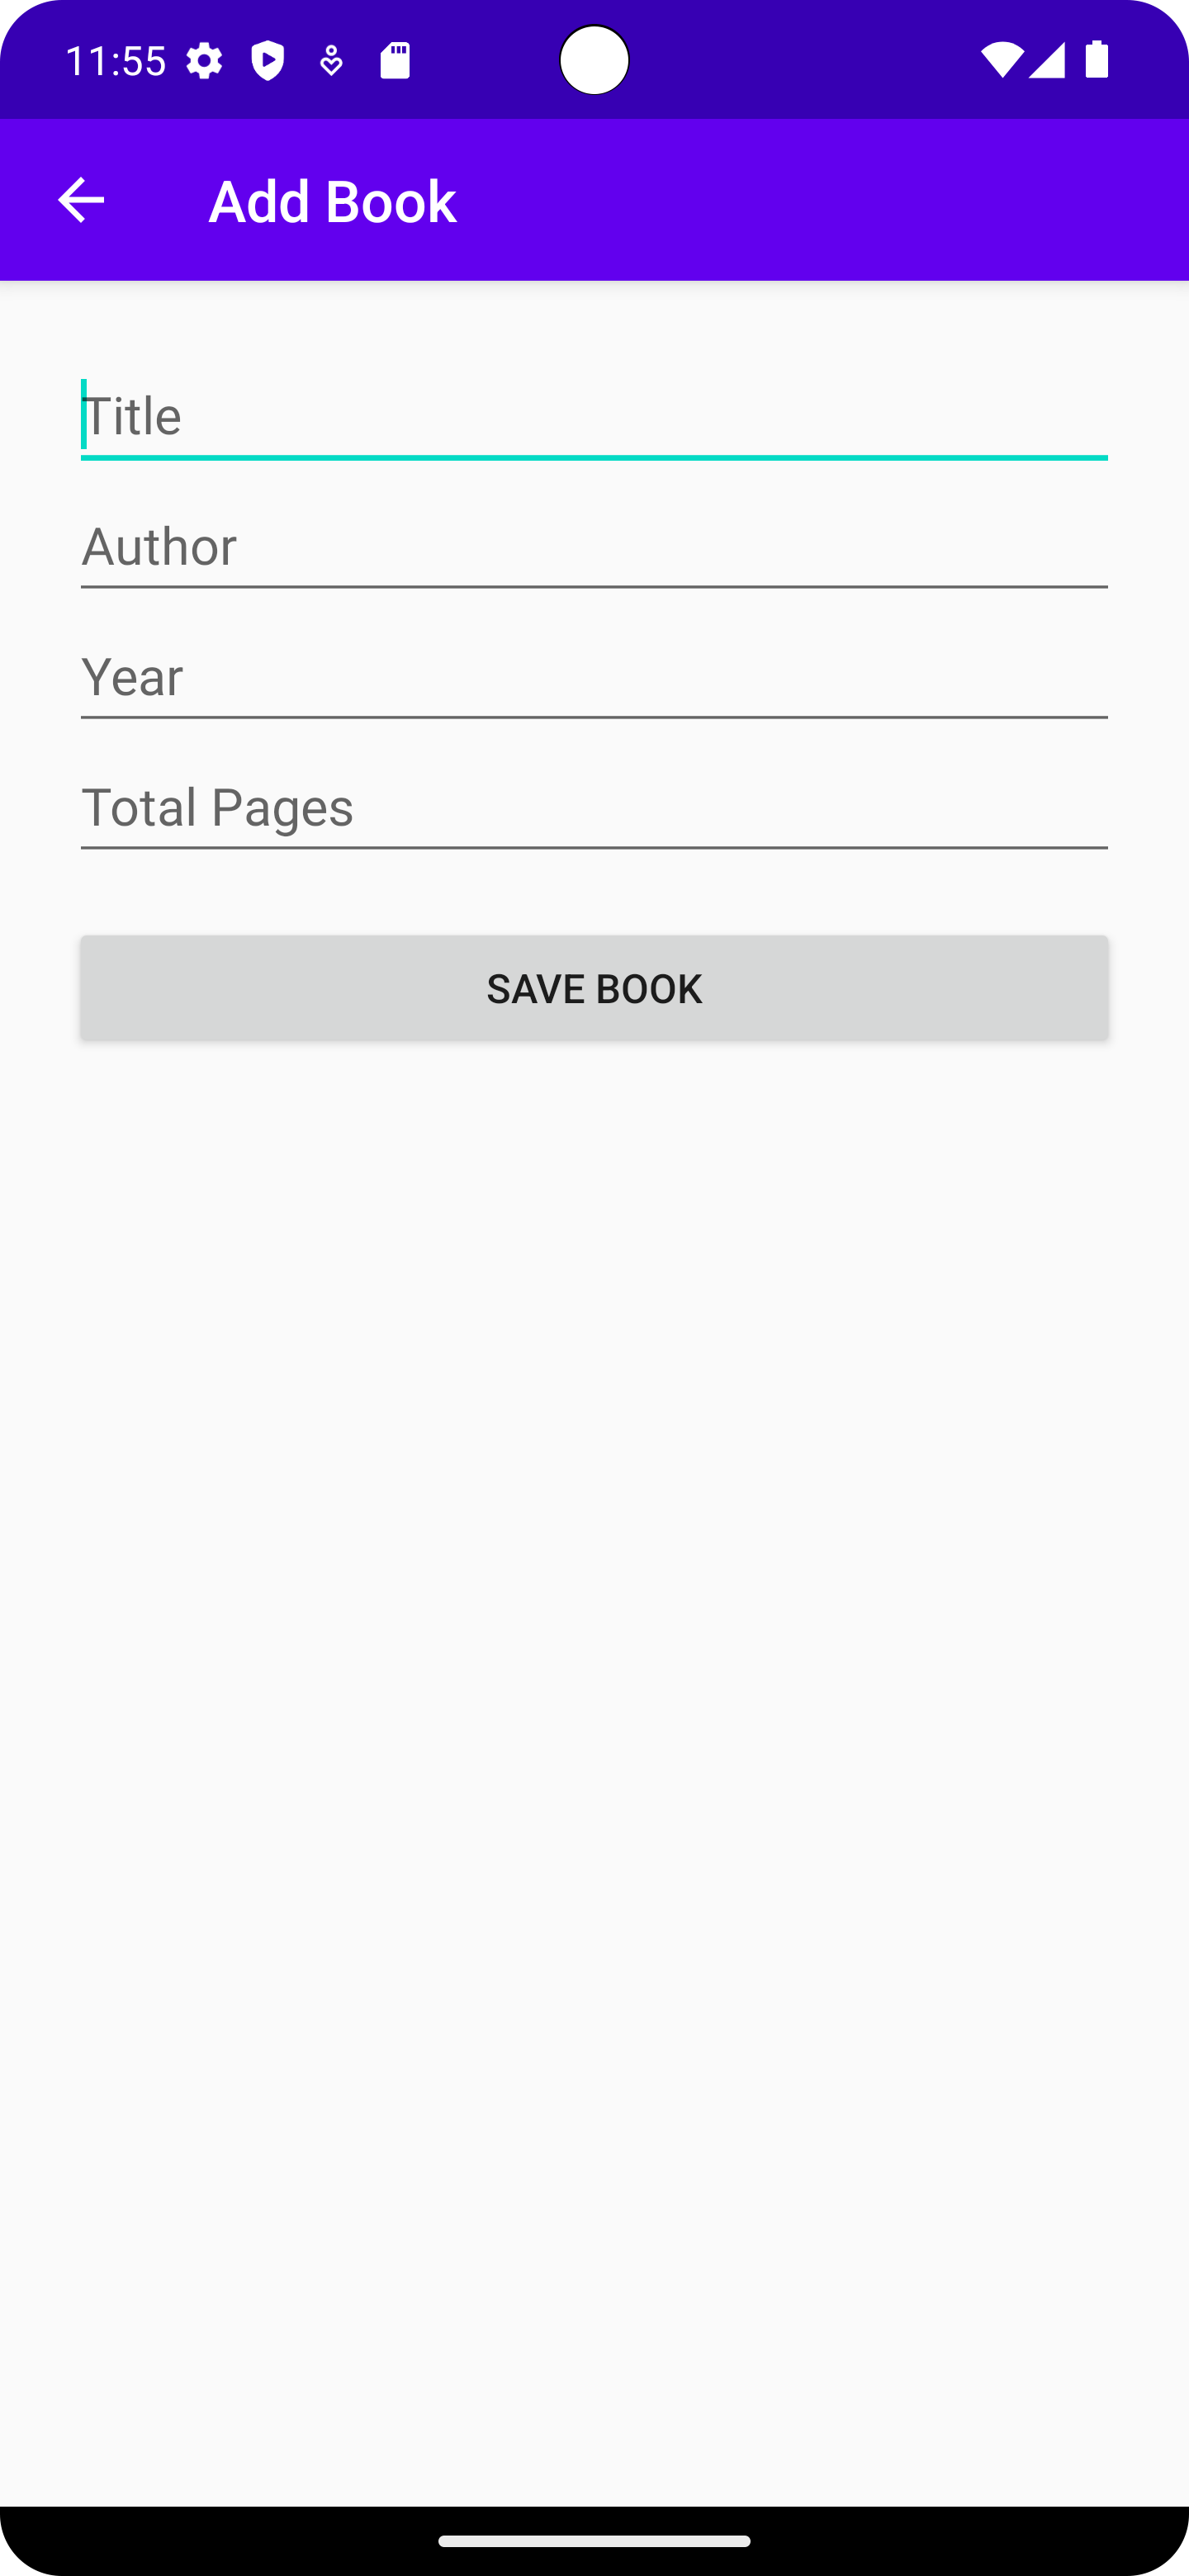 11:55
Add Book
Title
Author
Year
Total Pages
SAVE BOOK